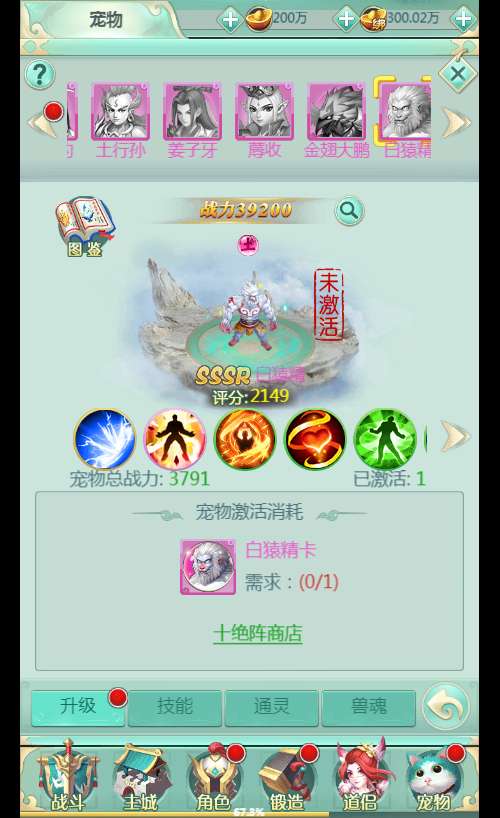 宠物
200万
绑
300.02万
?
土行孙
姜子牙
蓐收
金翅大鹏
白猿精
战力39200
图鉴
土
未激活
SSSR 白猿精
评分:2149
宠物总战力: 3791
已激活: 1
宠物激活消耗
白猿精卡
需求：(0/1)
十绝阵商店
升级
技能
通灵
兽魂
战斗
主城
角色
锻造
道侣
宠物
67.3%